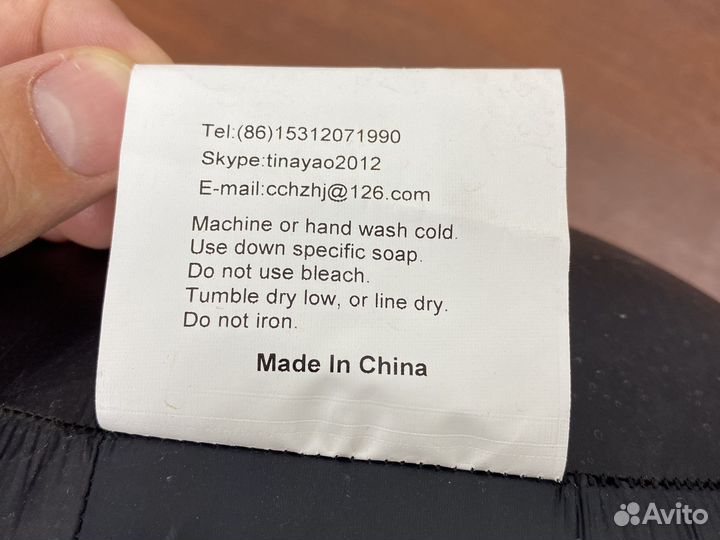 Tel:(86)15312071990
Skype:tinayao2012
E-mail:cchzhj@126.com
Machine or hand wash cold.
Use down specific soap.
Do not use bleach.
Tumble dry low, or line dry.
Do not iron.
Made In China
Avito